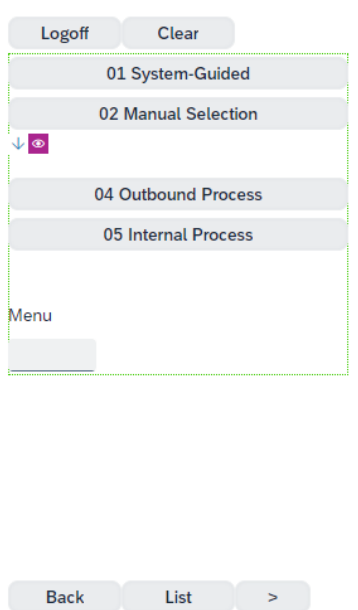 Logoff Clear
01 System-Guided
02 Manual Selection
04 Outbound Process
05 Internal Process
Menu
Back List >